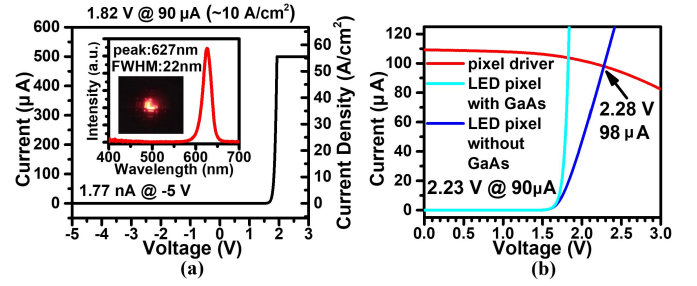 1.82 V @ 90 μA (~10 A/cm²)
600
500
400
300
200
100
0
Current (μ A)
peak:627nm
FWHM:22nm
Intensity (a.u.)
400 500 600 700
Wavelength (nm)
1.77 nA @ -5 V
60
50
40
30
20
10
0
Current Density (A/cm²)
-5 -4 -3 -2 -1 0 1 2 3
Voltage (V)
(a)
120
100
80
60
40
20
0
Current (μ A)
pixel driver
LED pixel
with GaAs
LED pixel
without
GaAs
2.28 V
98 μ A
2.23 V @ 90μA
0.0 0.5 1.0 1.5 2.0 2.5 3.0
Voltage (V)
(b)